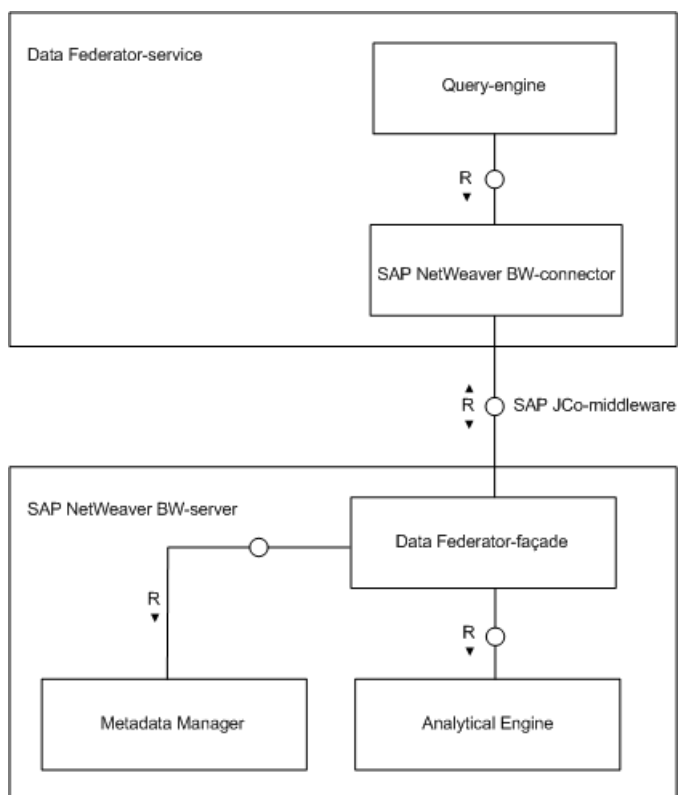 Data Federator-service
Query-engine
R
▼
SAP NetWeaver BW-connector
▲
R
▼
SAP JCo-middleware
SAP NetWeaver BW-server
Data Federator-façade
R
▼
R
▼
Metadata Manager
Analytical Engine